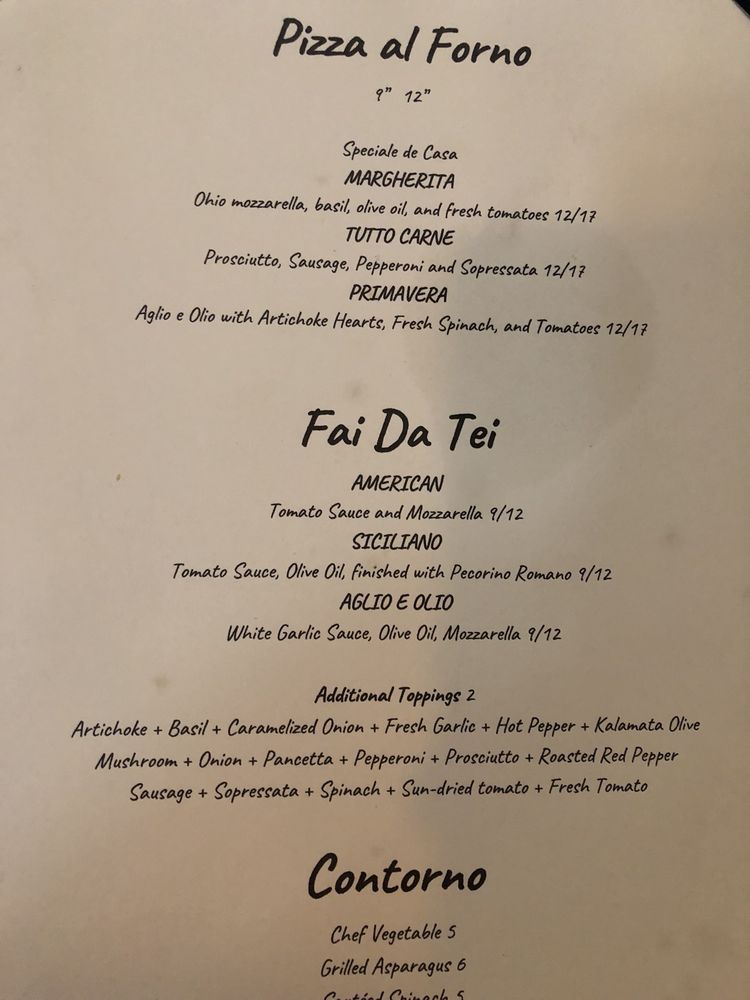 Pizza al Forno
9" 12"
Speciale de Casa
MARGHERITA
Ohio mozzarella, basil, olive oil, and fresh tomatoes 12/17
TUTTO CARNE
Prosciutto, Sausage, Pepperoni and Sopressata 12/17
PRIMAVERA
Aglio e Olio with Artichoke Hearts, Fresh Spinach, and Tomatoes 12/17
Fai Da Tei
AMERICAN
Tomato Sauce and Mozzarella 9/12
SICILIANO
Tomato Sauce, Olive Oil, finished with Pecorino Romano 9/12
AGLIO E OLIO
White Garlic Sauce, Olive Oil, Mozzarella 9/12
Additional Toppings 2
Artichoke + Basil + Caramelized Onion + Fresh Garlic + Hot Pepper + Kalamata Olive
Mushroom + Onion + Pancetta + Pepperoni + Prosciutto + Roasted Red Pepper
Sausage + Sopressata + Spinach + Sun-dried tomato + Fresh Tomato
Contorno
Chef Vegetable 5
Grilled Asparagus 6
Sautéed Spinach 5